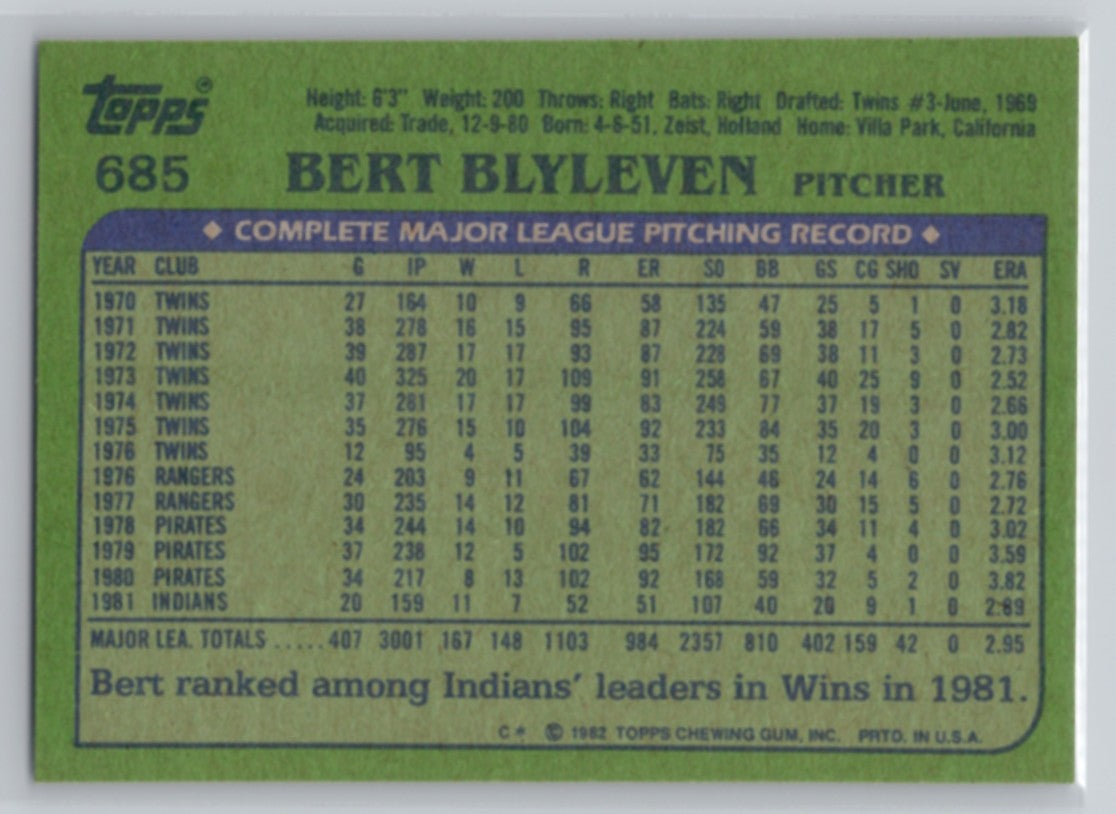 Topps®
Height: 6'3" Weight: 200 Throws: Right Bats: Right Drafted: Twins #3-June, 1969
Acquired: Trade, 12-9-80 Born: 4-6-51, Zeist, Holland Home: Villa Park, California
685 BERT BLYLEVEN PITCHER
◆ COMPLETE MAJOR LEAGUE PITCHING RECORD ◆
YEAR CLUB G IP W L R ER SO BB GS CG SHO SV ERA
1970 TWINS 27 164 10 9 66 58 135 47 25 5 1 0 3.18
1971 TWINS 38 278 16 15 95 87 224 59 38 17 5 0 2.82
1972 TWINS 39 287 17 17 93 87 228 69 38 11 3 0 2.73
1973 TWINS 40 325 20 17 109 91 258 67 40 25 9 0 2.52
1974 TWINS 37 281 17 17 99 83 249 77 37 19 3 0 2.66
1975 TWINS 35 276 15 10 104 92 233 84 35 20 3 0 3.00
1976 TWINS 12 95 4 5 39 33 75 35 12 4 0 0 3.12
1976 RANGERS 24 203 9 11 67 62 144 46 24 14 6 0 2.76
1977 RANGERS 30 235 14 12 81 71 182 69 30 15 5 0 2.72
1978 PIRATES 34 244 14 10 94 82 182 66 34 11 4 0 3.02
1979 PIRATES 37 238 12 5 102 95 172 92 37 4 0 0 3.59
1980 PIRATES 34 217 8 13 102 92 168 59 32 5 2 0 3.82
1981 INDIANS 20 159 11 7 52 51 107 40 20 9 1 0 2.89
MAJOR LEA. TOTALS ..... 407 3001 167 148 1103 984 2357 810 402 159 42 0 2.95
Bert ranked among Indians' leaders in Wins in 1981.
C* © 1982 TOPPS CHEWING GUM, INC. PRTD. IN U.S.A.